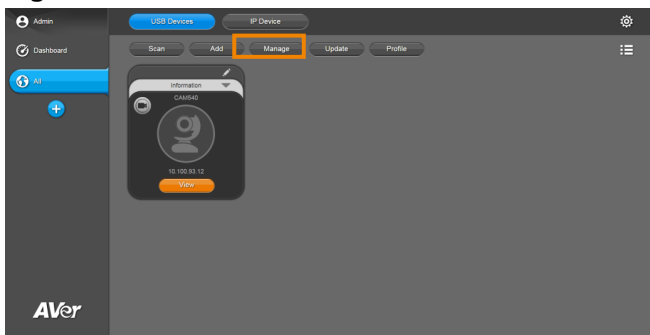 Admin
USB Devices
IP Device
Dashboard
Scan
Add
Manage
Update
Profile
All
Information
CAM540
10.100.93.12
View
AVer